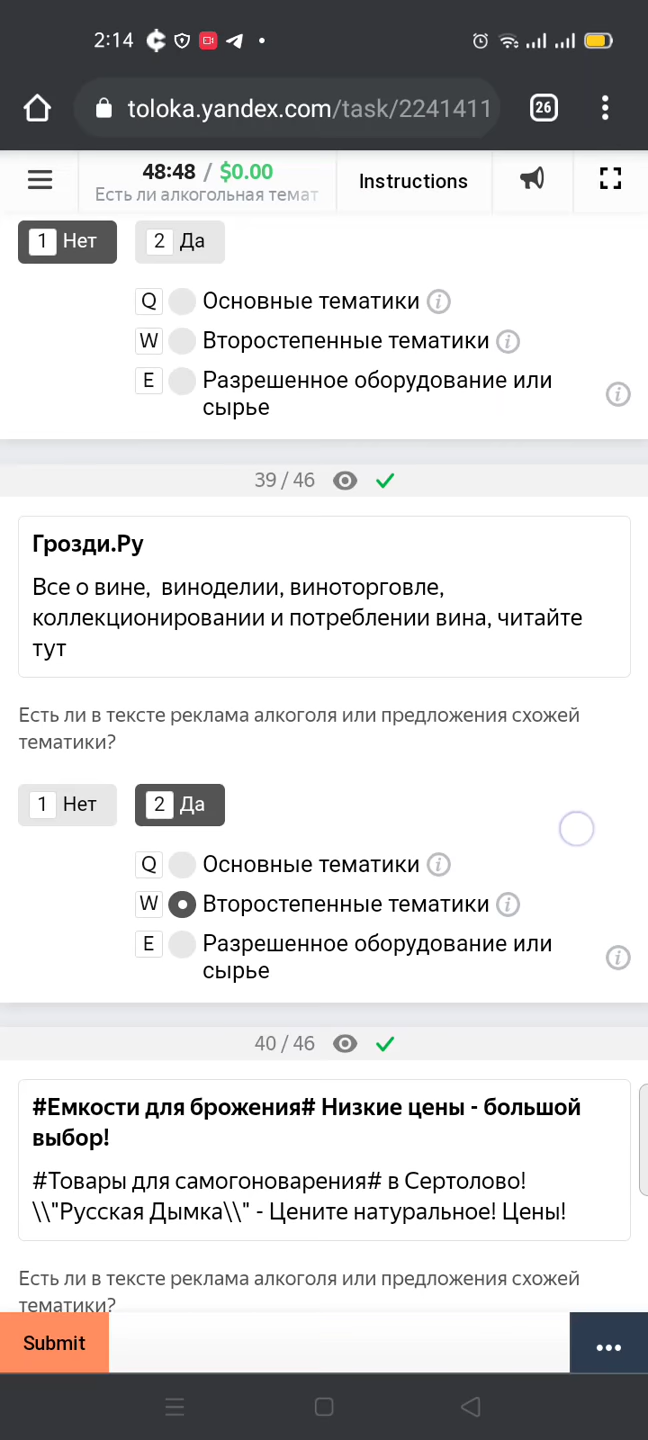 2:14
toloka.yandex.com/task/2241411
26
48:48 / $0.00
Есть ли алкогольная темат
Instructions
1 Нет
2 Да
Q Основные тематики
W Второстепенные тематики
E Разрешенное оборудование или
сырье
39 / 46
Грозди.Ру
Все о вине, виноделии, виноторговле,
коллекционировании и потреблении вина, читайте
тут
Есть ли в тексте реклама алкоголя или предложения схожей
тематики?
1 Нет
2 Да
Q Основные тематики
W Второстепенные тематики
E Разрешенное оборудование или
сырье
40 / 46
#Емкости для брожения# Низкие цены - большой
выбор!
#Товары для самогоноварения# в Сертолово!
\\"Русская Дымка\\" - Цените натуральное! Цены!
Есть ли в тексте реклама алкоголя или предложения схожей
тематики?
Submit